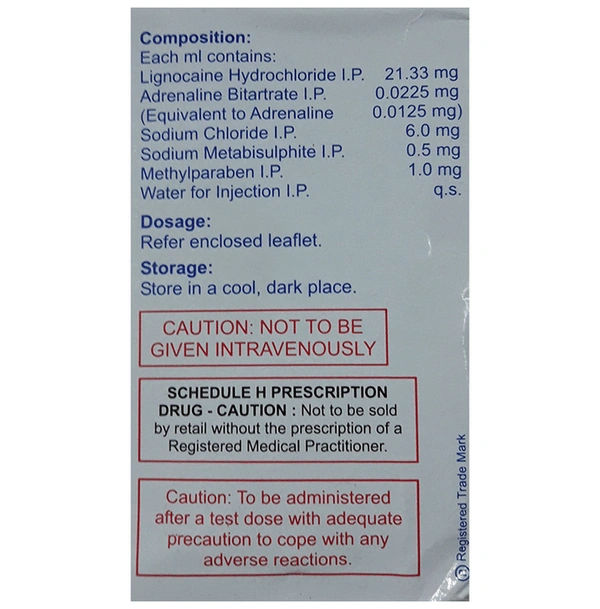 Composition:
Each ml contains:
Lignocaine Hydrochloride I.P. 21.33 mg
Adrenaline Bitartrate I.P. 0.0225 mg
(Equivalent to Adrenaline 0.0125 mg)
Sodium Chloride I.P. 6.0 mg
Sodium Metabisulphite I.P. 0.5 mg
Methylparaben I.P. 1.0 mg
Water for Injection I.P. q.s.
Dosage:
Refer enclosed leaflet.
Storage:
Store in a cool, dark place.
CAUTION: NOT TO BE
GIVEN INTRAVENOUSLY
SCHEDULE H PRESCRIPTION
DRUG - CAUTION : Not to be sold
by retail without the prescription of a
Registered Medical Practitioner.
Caution: To be administered
after a test dose with adequate
precaution to cope with any
adverse reactions.
® Registered Trade Mark